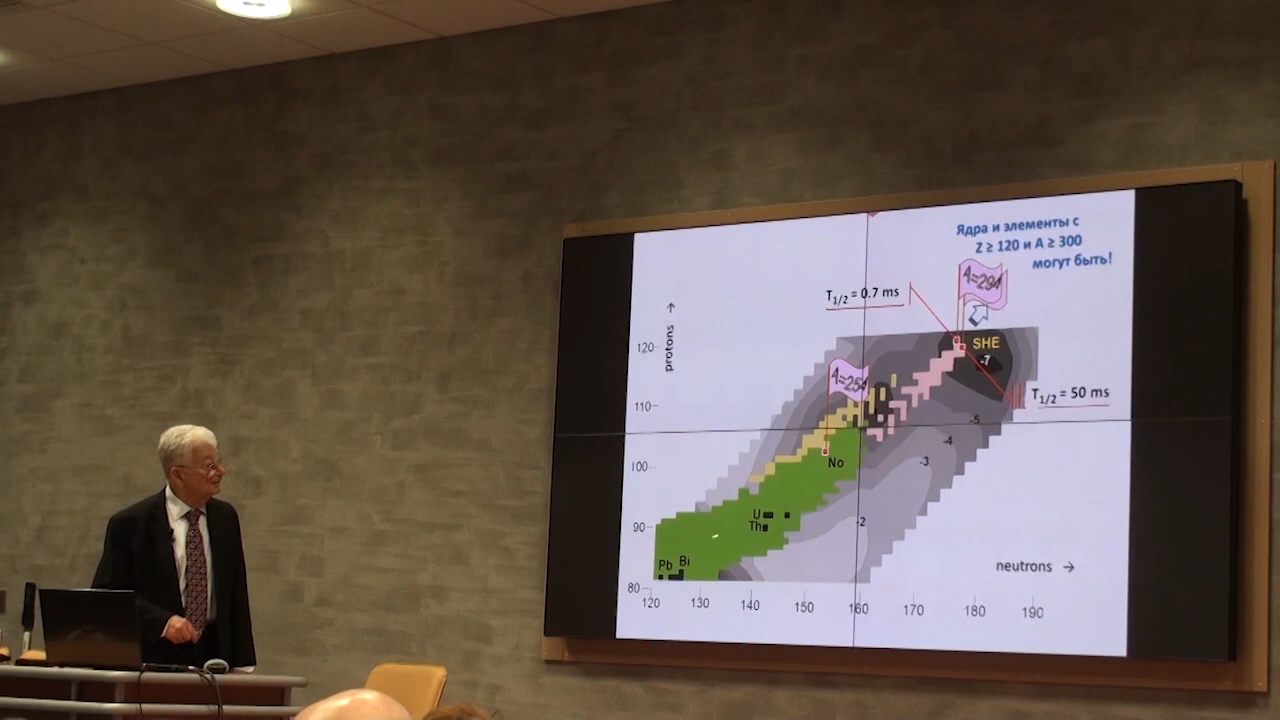 Ядра и элементы с
Z ≥ 120 и A ≥ 300
могут быть!
A=294
T1/2 = 0.7 ms
protons →
120
SHE
-7
A=254
T1/2 = 50 ms
110
-5
-4
100
No
-3
90
U
Th
-2
Pb
Bi
neutrons →
80
120 130 140 150 160 170 180 190